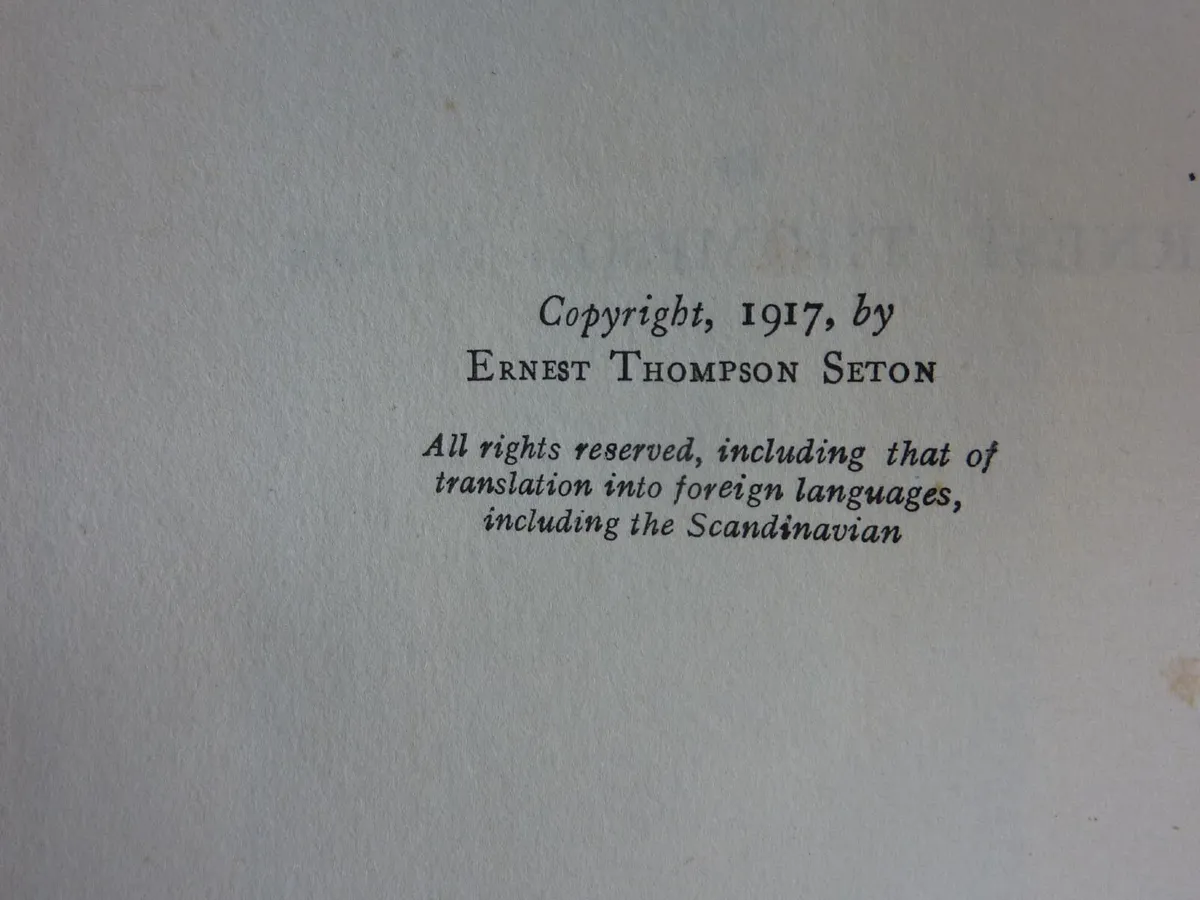 Copyright, 1917, by
ERNEST THOMPSON SETON
All rights reserved, including that of
translation into foreign languages,
including the Scandinavian